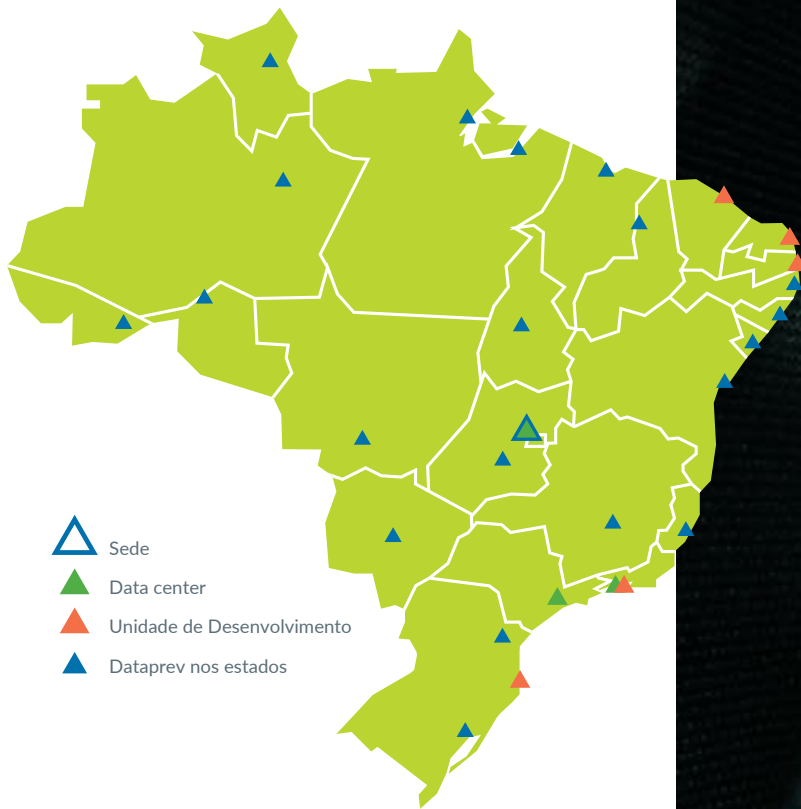 Sede
Data center
Unidade de Desenvolvimento
Dataprev nos estados